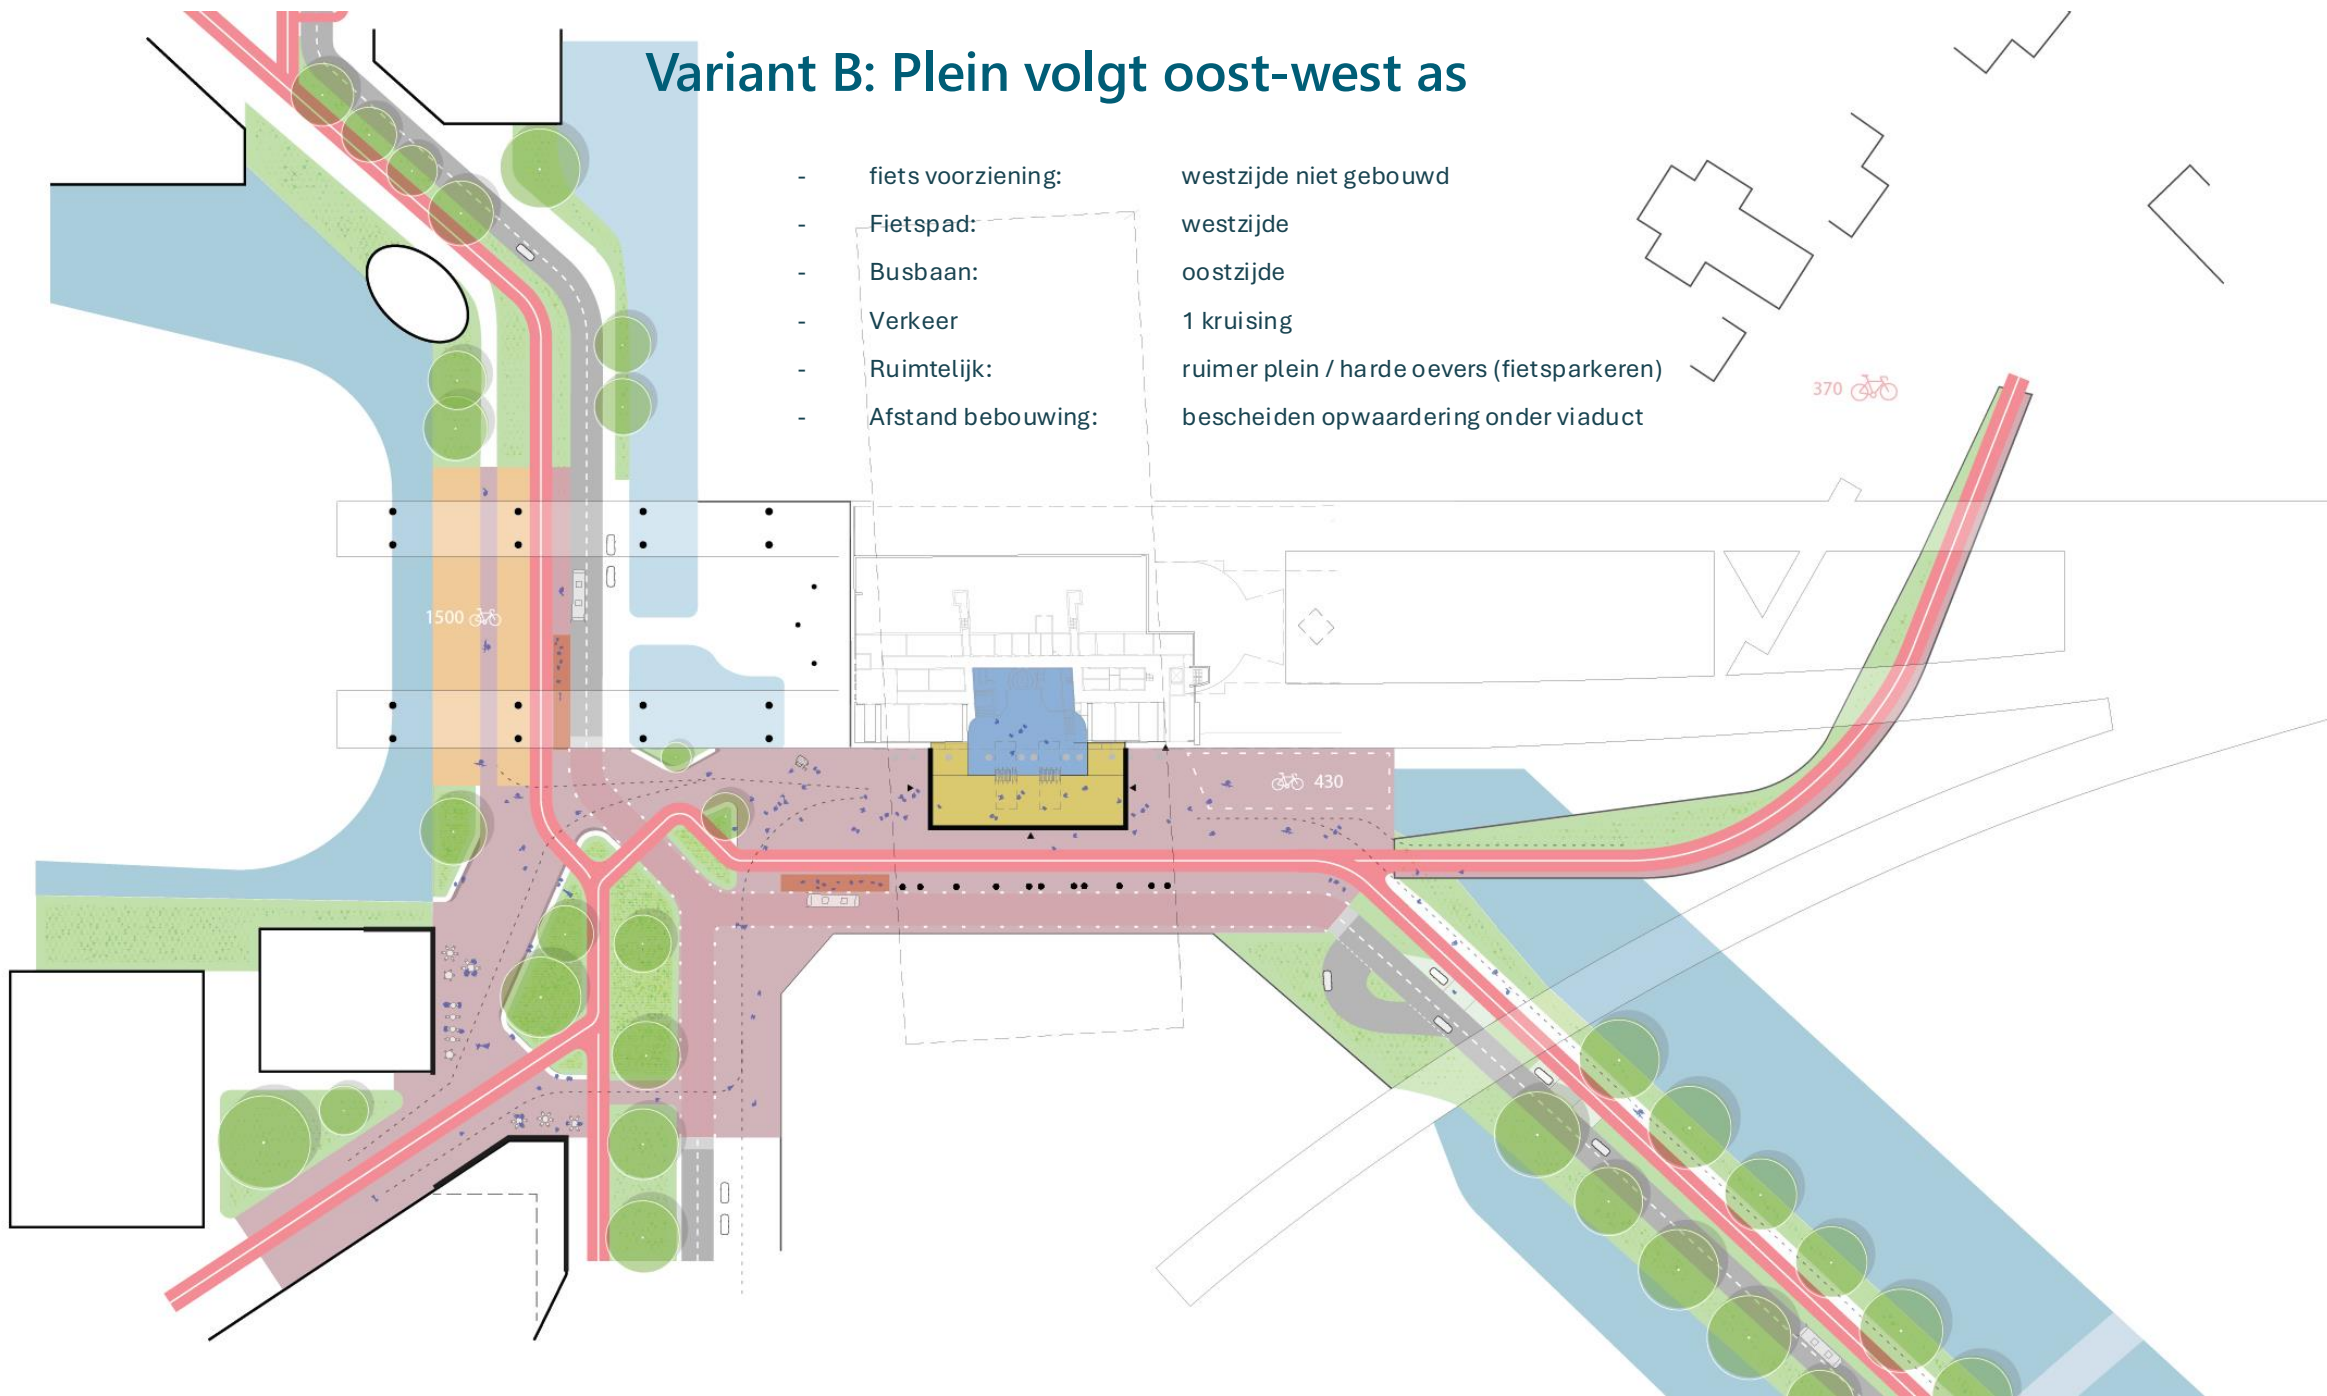 Variant B: Plein volgt oost-west as
- fiets voorziening: westzijde niet gebouwd
- Fietspad: westzijde
- Busbaan: oostzijde
- Verkeer 1 kruising
- Ruimtelijk: ruimer plein / harde oevers (fietsparkeren)
- Afstand bebouwing: bescheiden opwaardering onder viaduct
370
1500
430